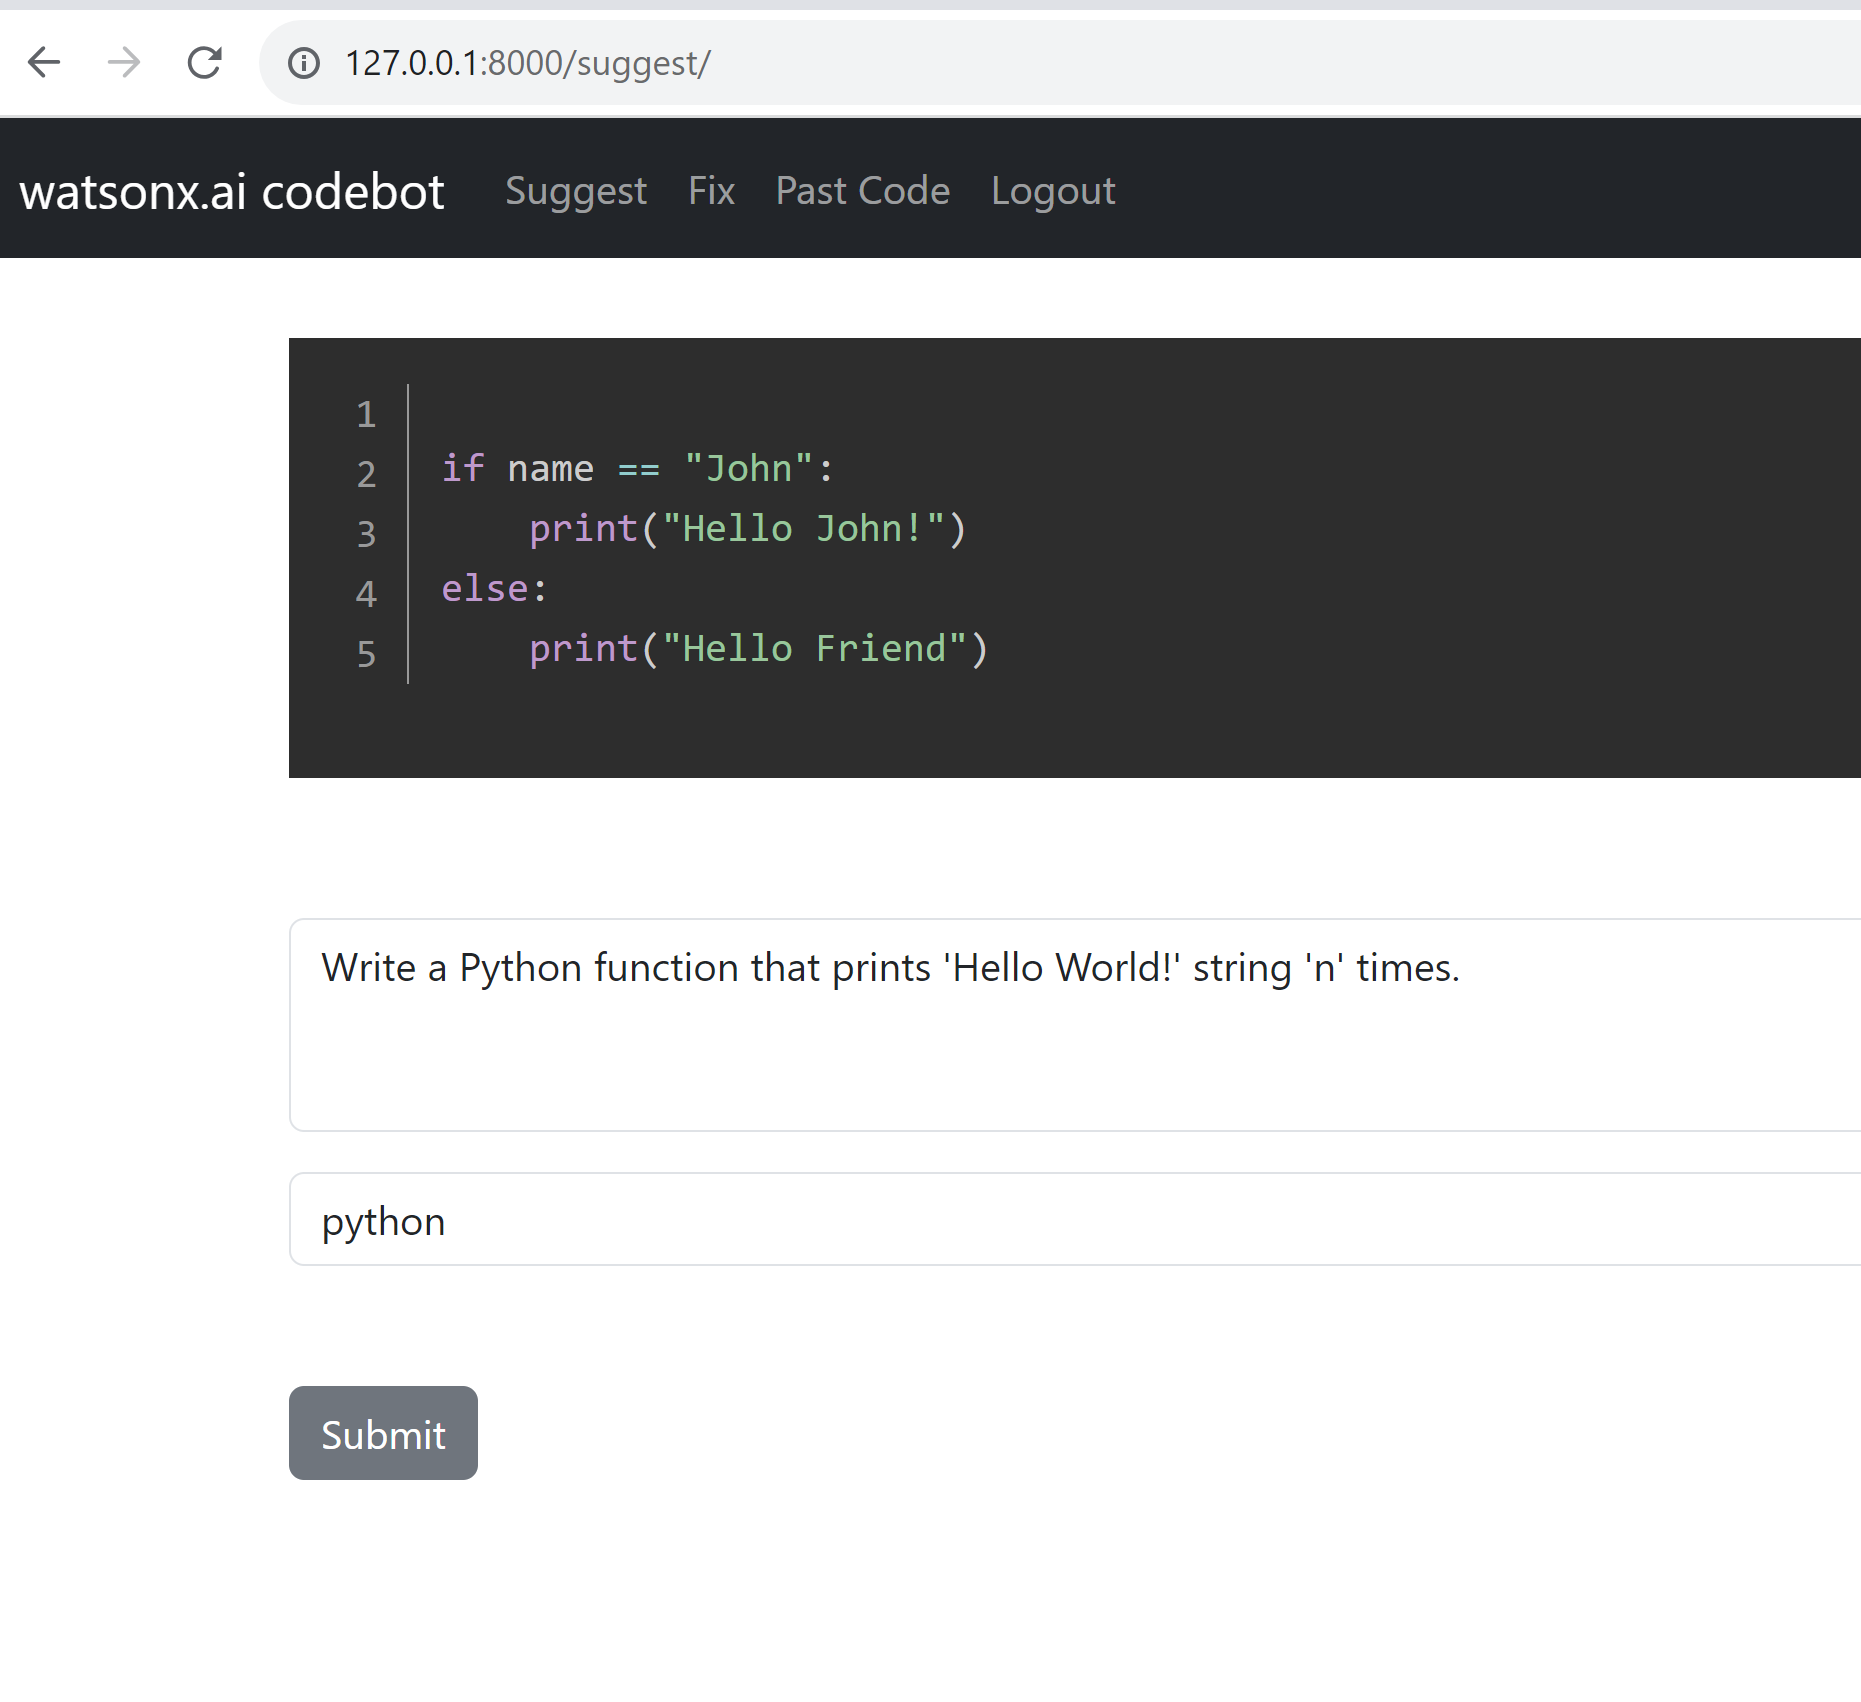 127.0.0.1:8000/suggest/
watsonx.ai codebot Suggest Fix Past Code Logout
1
2 if name == "John":
3     print("Hello John!")
4 else:
5     print("Hello Friend")
Write a Python function that prints 'Hello World!' string 'n' times.
python
Submit